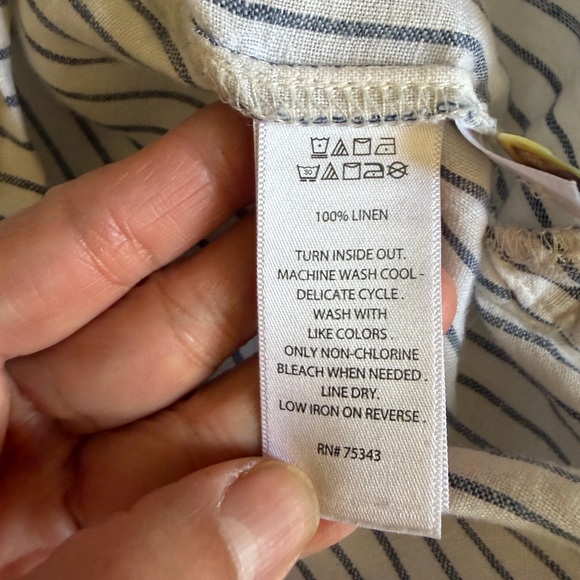 30
100% LINEN
TURN INSIDE OUT.
MACHINE WASH COOL -
DELICATE CYCLE .
WASH WITH
LIKE COLORS .
ONLY NON-CHLORINE
BLEACH WHEN NEEDED .
LINE DRY.
LOW IRON ON REVERSE .
RN# 75343